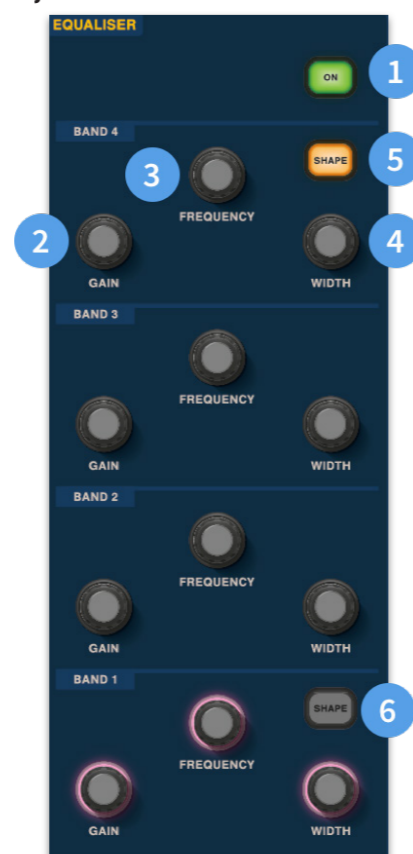 EQUALISER
ON
1
BAND 4
SHAPE
5
3
FREQUENCY
2
4
GAIN
WIDTH
BAND 3
FREQUENCY
GAIN
WIDTH
BAND 2
FREQUENCY
GAIN
WIDTH
BAND 1
SHAPE
6
FREQUENCY
GAIN
WIDTH